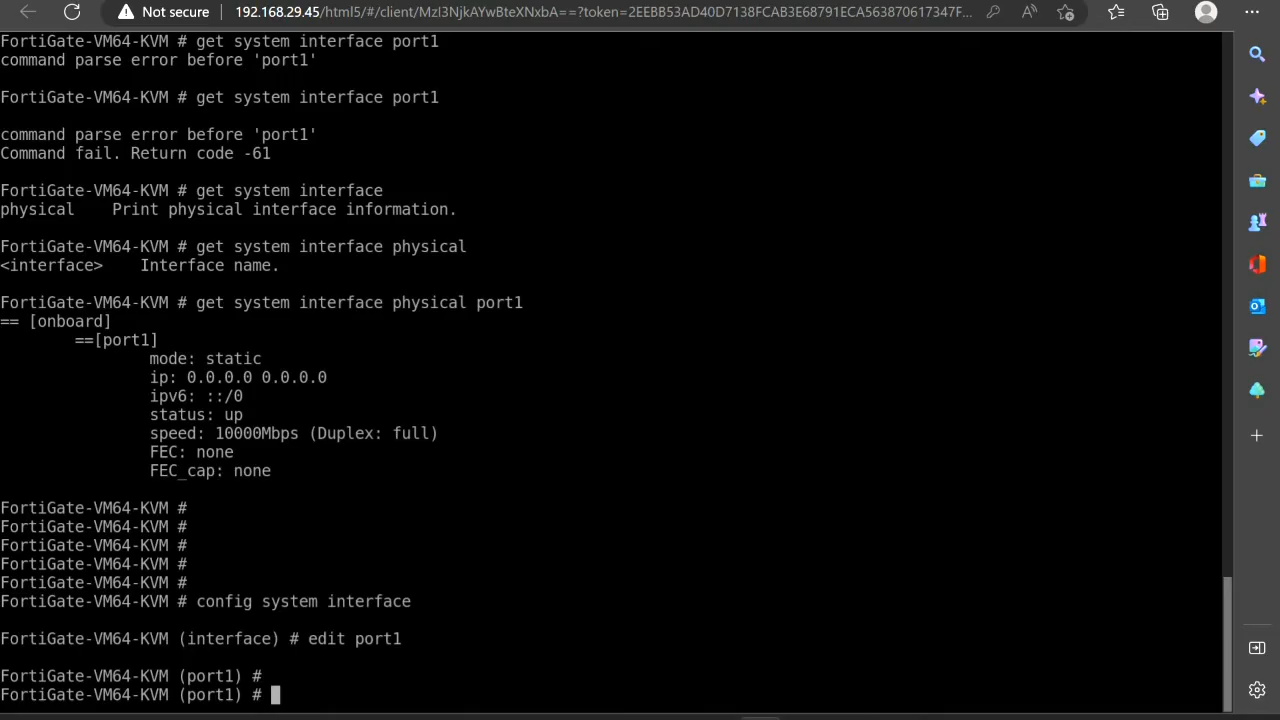 Not secure 192.168.29.45/html5/#/client/MzI3NjkAYwBteXNxbA==?token=2EEBB53AD40D7138FCAB3E68791ECA563870617347F...
FortiGate-VM64-KVM # get system interface port1
command parse error before 'port1'
FortiGate-VM64-KVM # get system interface port1
command parse error before 'port1'
Command fail. Return code -61
FortiGate-VM64-KVM # get system interface
physical    Print physical interface information.
FortiGate-VM64-KVM # get system interface physical
<interface>    Interface name.
FortiGate-VM64-KVM # get system interface physical port1
== [onboard]
        ==[port1]
                mode: static
                ip: 0.0.0.0 0.0.0.0
                ipv6: ::/0
                status: up
                speed: 10000Mbps (Duplex: full)
                FEC: none
                FEC_cap: none
FortiGate-VM64-KVM #
FortiGate-VM64-KVM #
FortiGate-VM64-KVM #
FortiGate-VM64-KVM #
FortiGate-VM64-KVM #
FortiGate-VM64-KVM # config system interface
FortiGate-VM64-KVM (interface) # edit port1
FortiGate-VM64-KVM (port1) #
FortiGate-VM64-KVM (port1) #